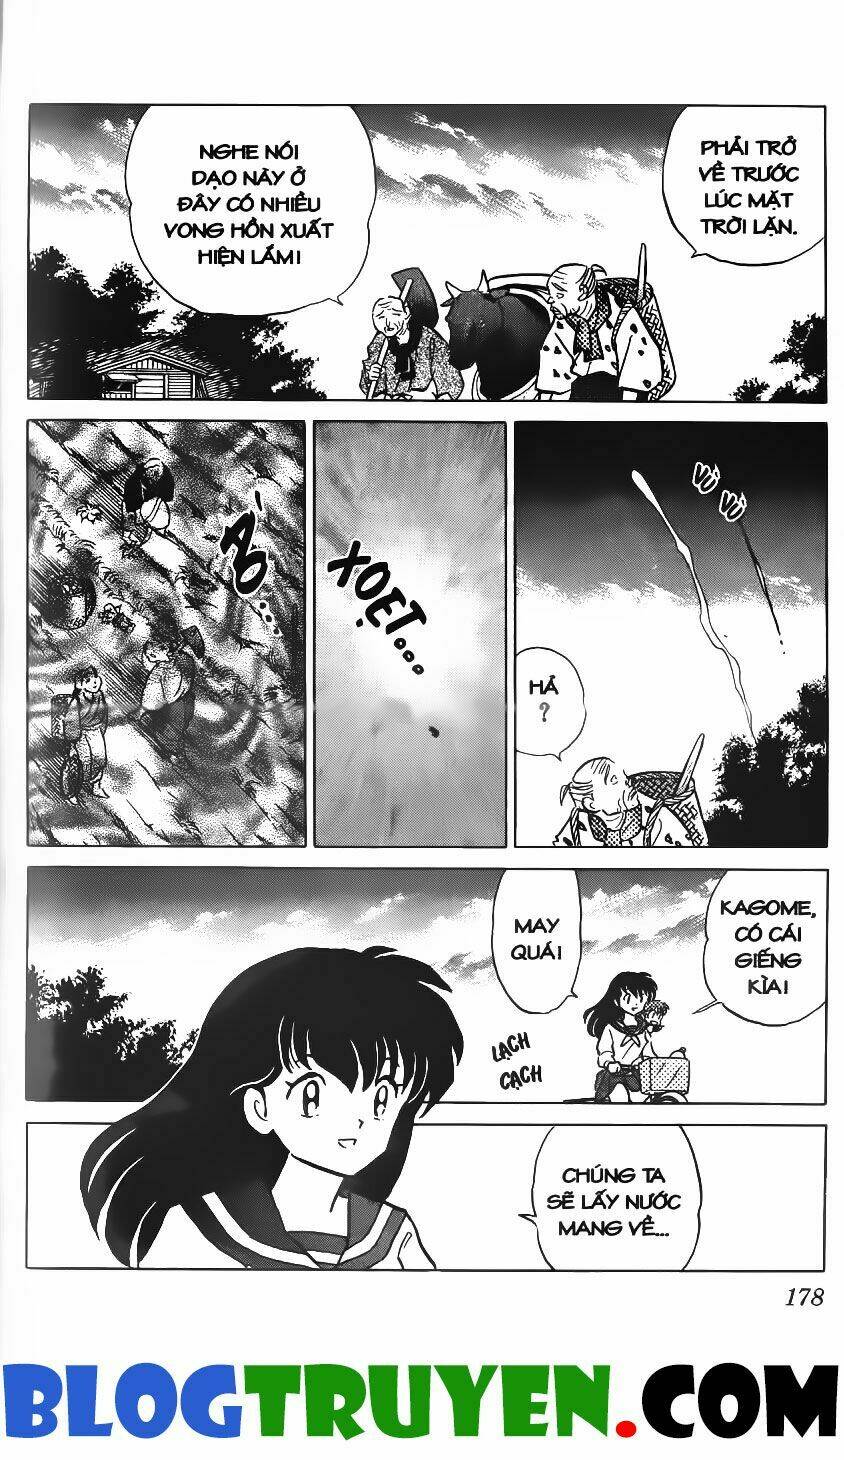 PHẢI TRỞ
VỀ TRƯỚC
LÚC MẶT
TRỜI LẶN.
NGHE NÓI
DẠO NÀY Ở
ĐÂY CÓ NHIỀU
VONG HỒN XUẤT
HIỆN LẮM!
VÙ VÙ
HẢ
?
XOẸT...
ÀO...
KAGOME,
CÓ CÁI
GIẾNG
KÌA!
MAY
QUÁ!
LẠCH
CẠCH
CHÚNG TA
SẼ LẤY NƯỚC
MANG VỀ...
178
BLOGTRUYEN.COM